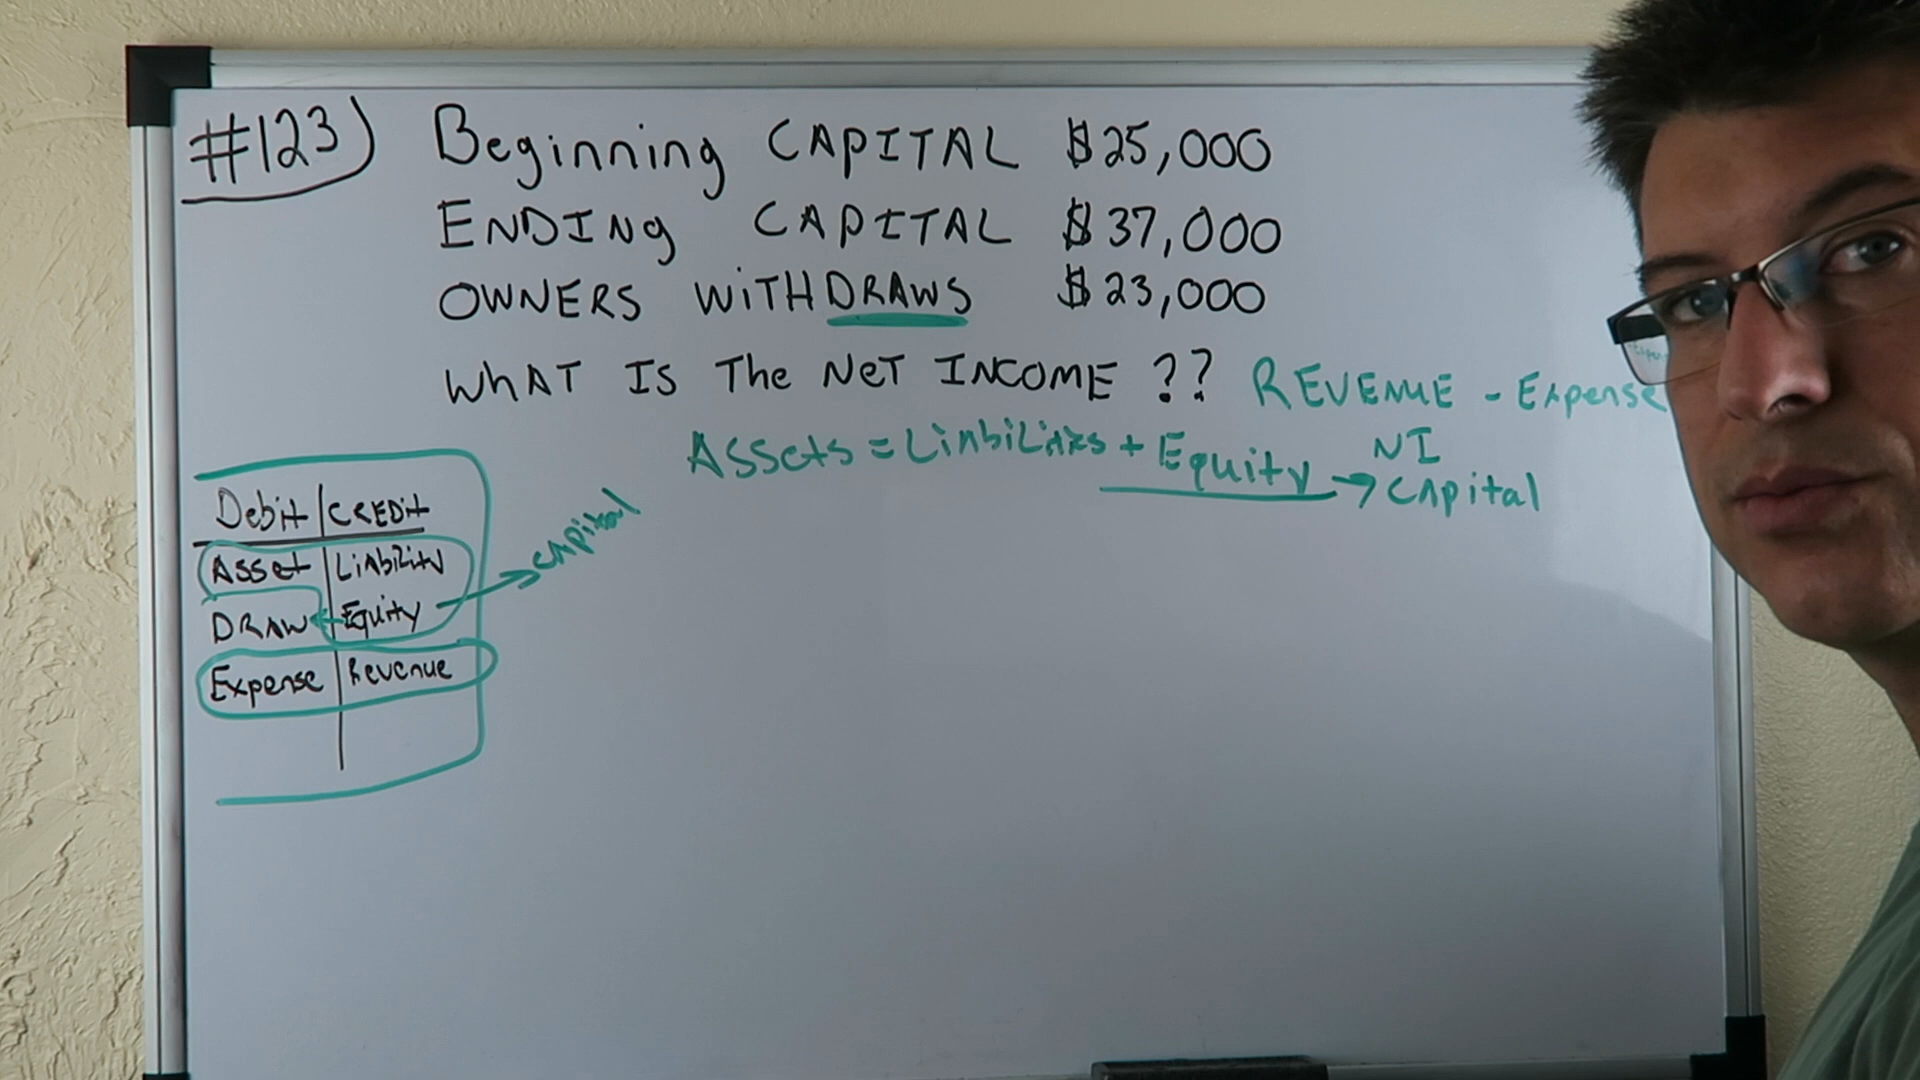 #123) Beginning CAPITAL $25,000
ENDING CAPITAL $37,000
OWNERS WITHDRAWS $23,000
WHAT IS The NET INCOME ?? REVENUE - Expense
Assets = Liabilities + Equity → NI
Capital
Debit | CREDIT
Asset | Liability
capital
DRAW | Equity
Expense | Revenue